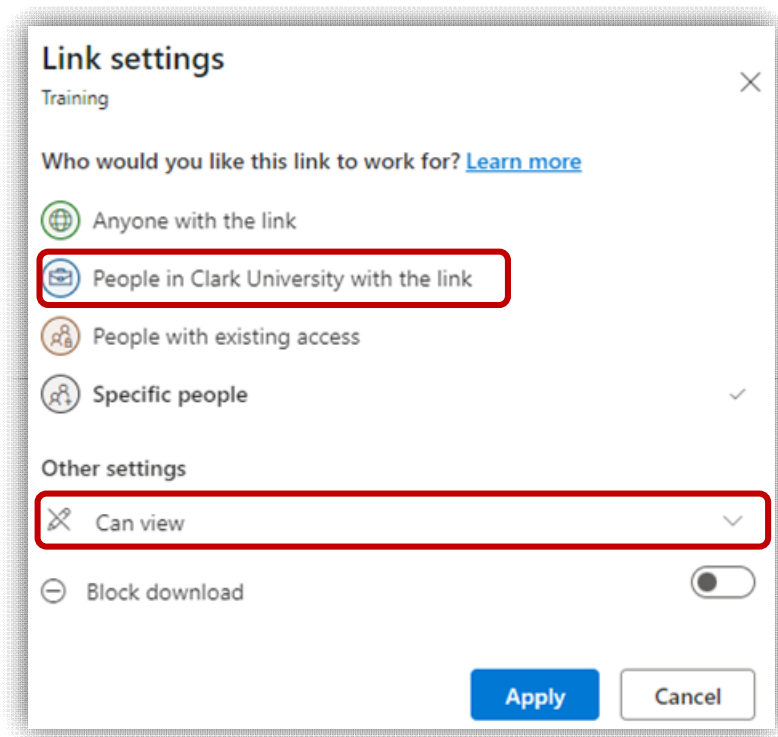 Link settings
Training
Who would you like this link to work for? Learn more
Anyone with the link
People in Clark University with the link
People with existing access
Specific people
Other settings
Can view
Block download
Apply
Cancel